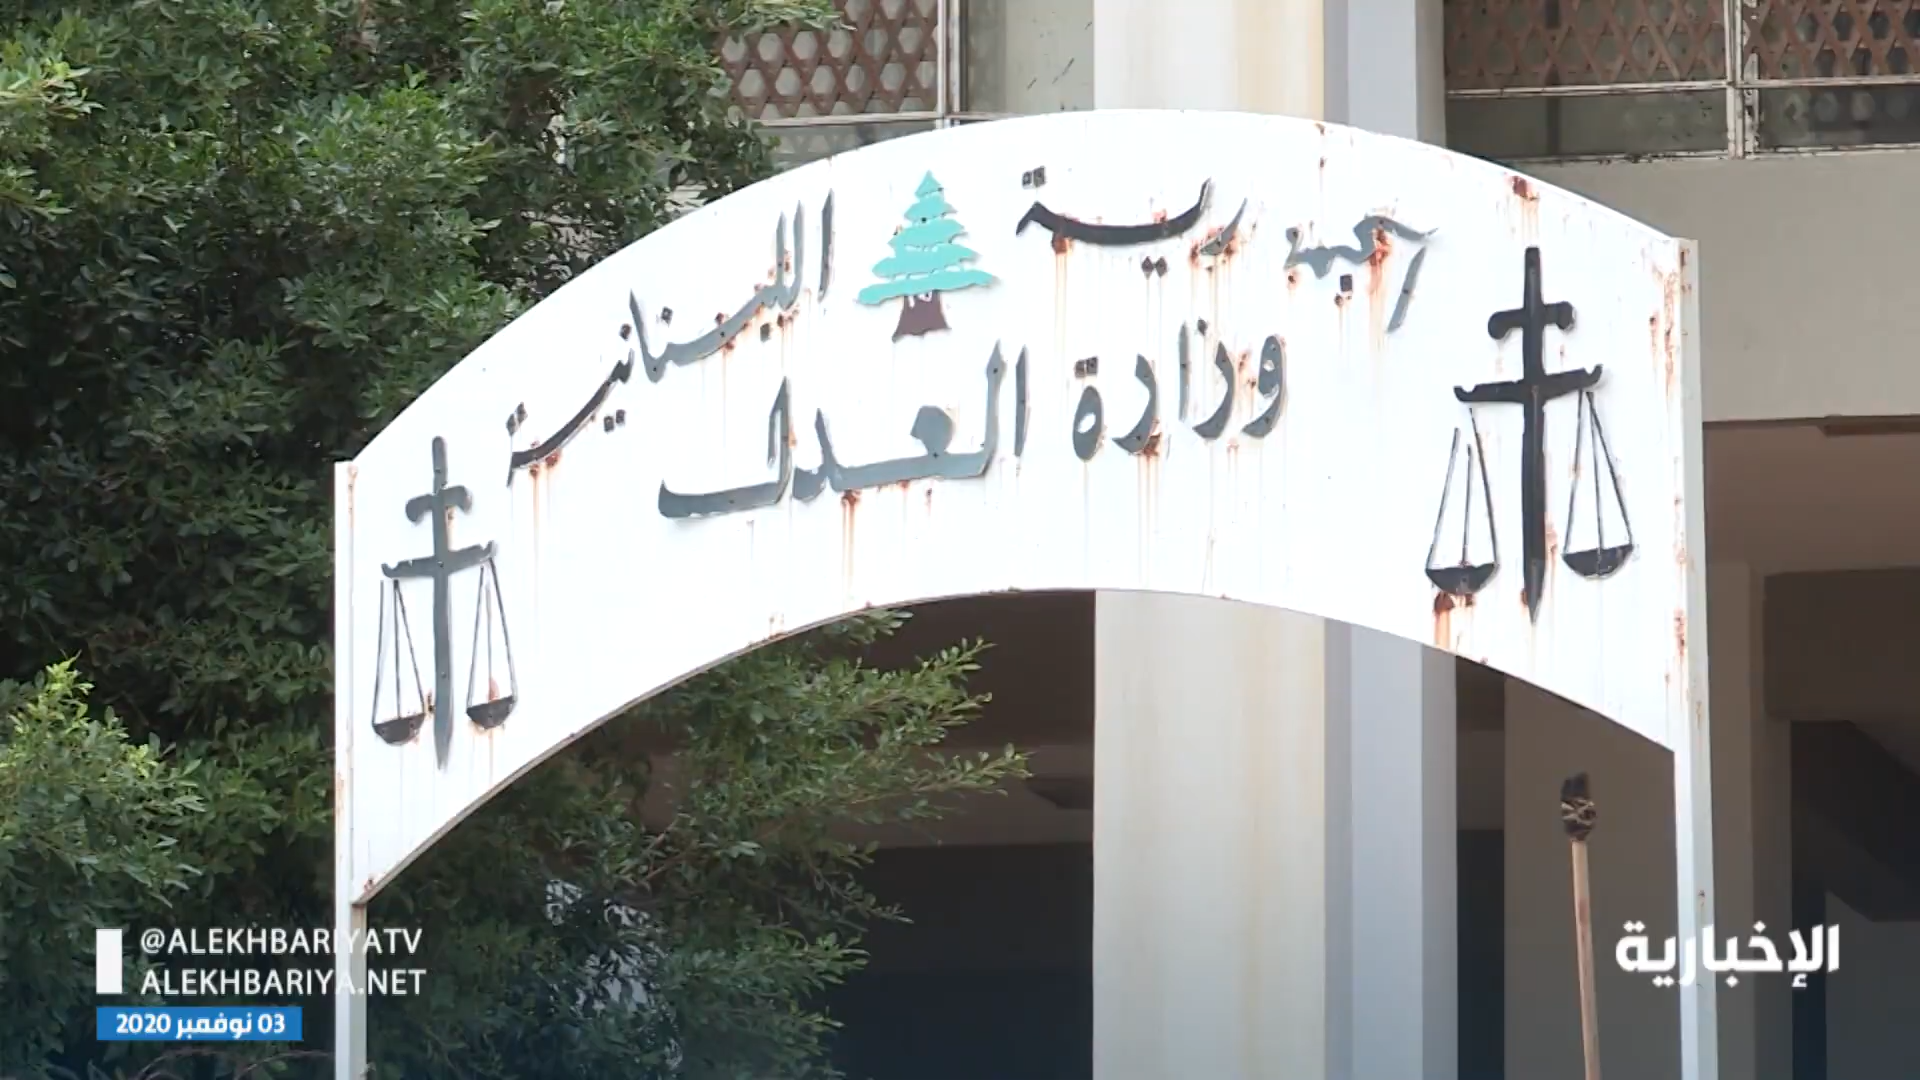 الجمهورية اللبنانية
وزارة العدل
@ALEKHBARIYATV
ALEKHBARIYA.NET
03 نوفمبر 2020
الإخبارية